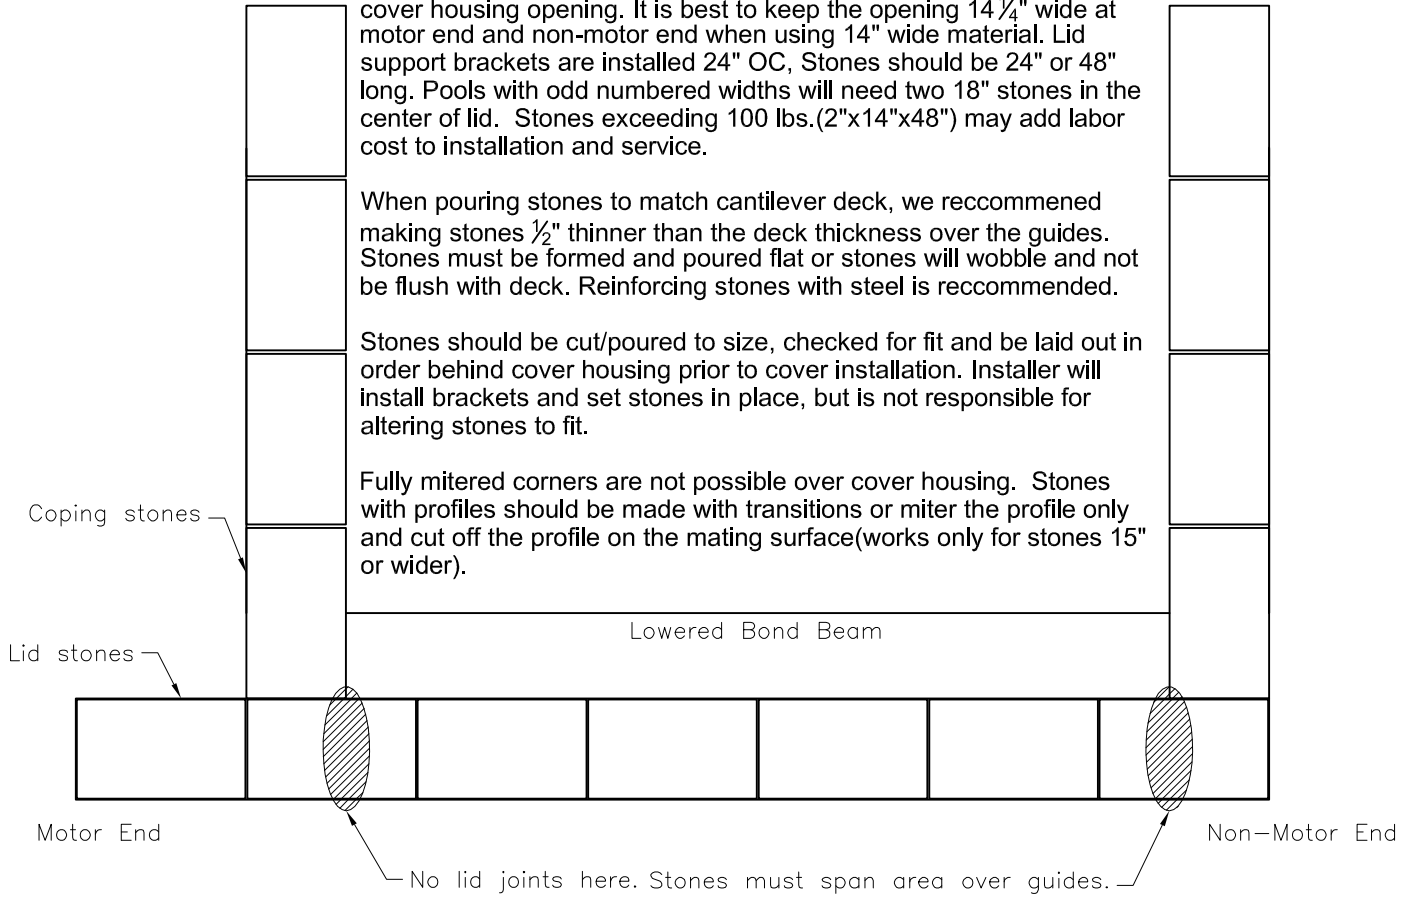 cover housing opening. It is best to keep the opening 14 ¼" wide at
motor end and non-motor end when using 14" wide material. Lid
support brackets are installed 24" OC, Stones should be 24" or 48"
long. Pools with odd numbered widths will need two 18" stones in the
center of lid.  Stones exceeding 100 lbs.(2"x14"x48") may add labor
cost to installation and service.
When pouring stones to match cantilever deck, we reccommened
making stones ½" thinner than the deck thickness over the guides.
Stones must be formed and poured flat or stones will wobble and not
be flush with deck. Reinforcing stones with steel is reccommended.
Stones should be cut/poured to size, checked for fit and be laid out in
order behind cover housing prior to cover installation. Installer will
install brackets and set stones in place, but is not responsible for
altering stones to fit.
Fully mitered corners are not possible over cover housing.  Stones
with profiles should be made with transitions or miter the profile only
and cut off the profile on the mating surface(works only for stones 15"
or wider).
Coping stones
Lowered Bond Beam
Lid stones
Motor End
Non-Motor End
No lid joints here. Stones must span area over guides.